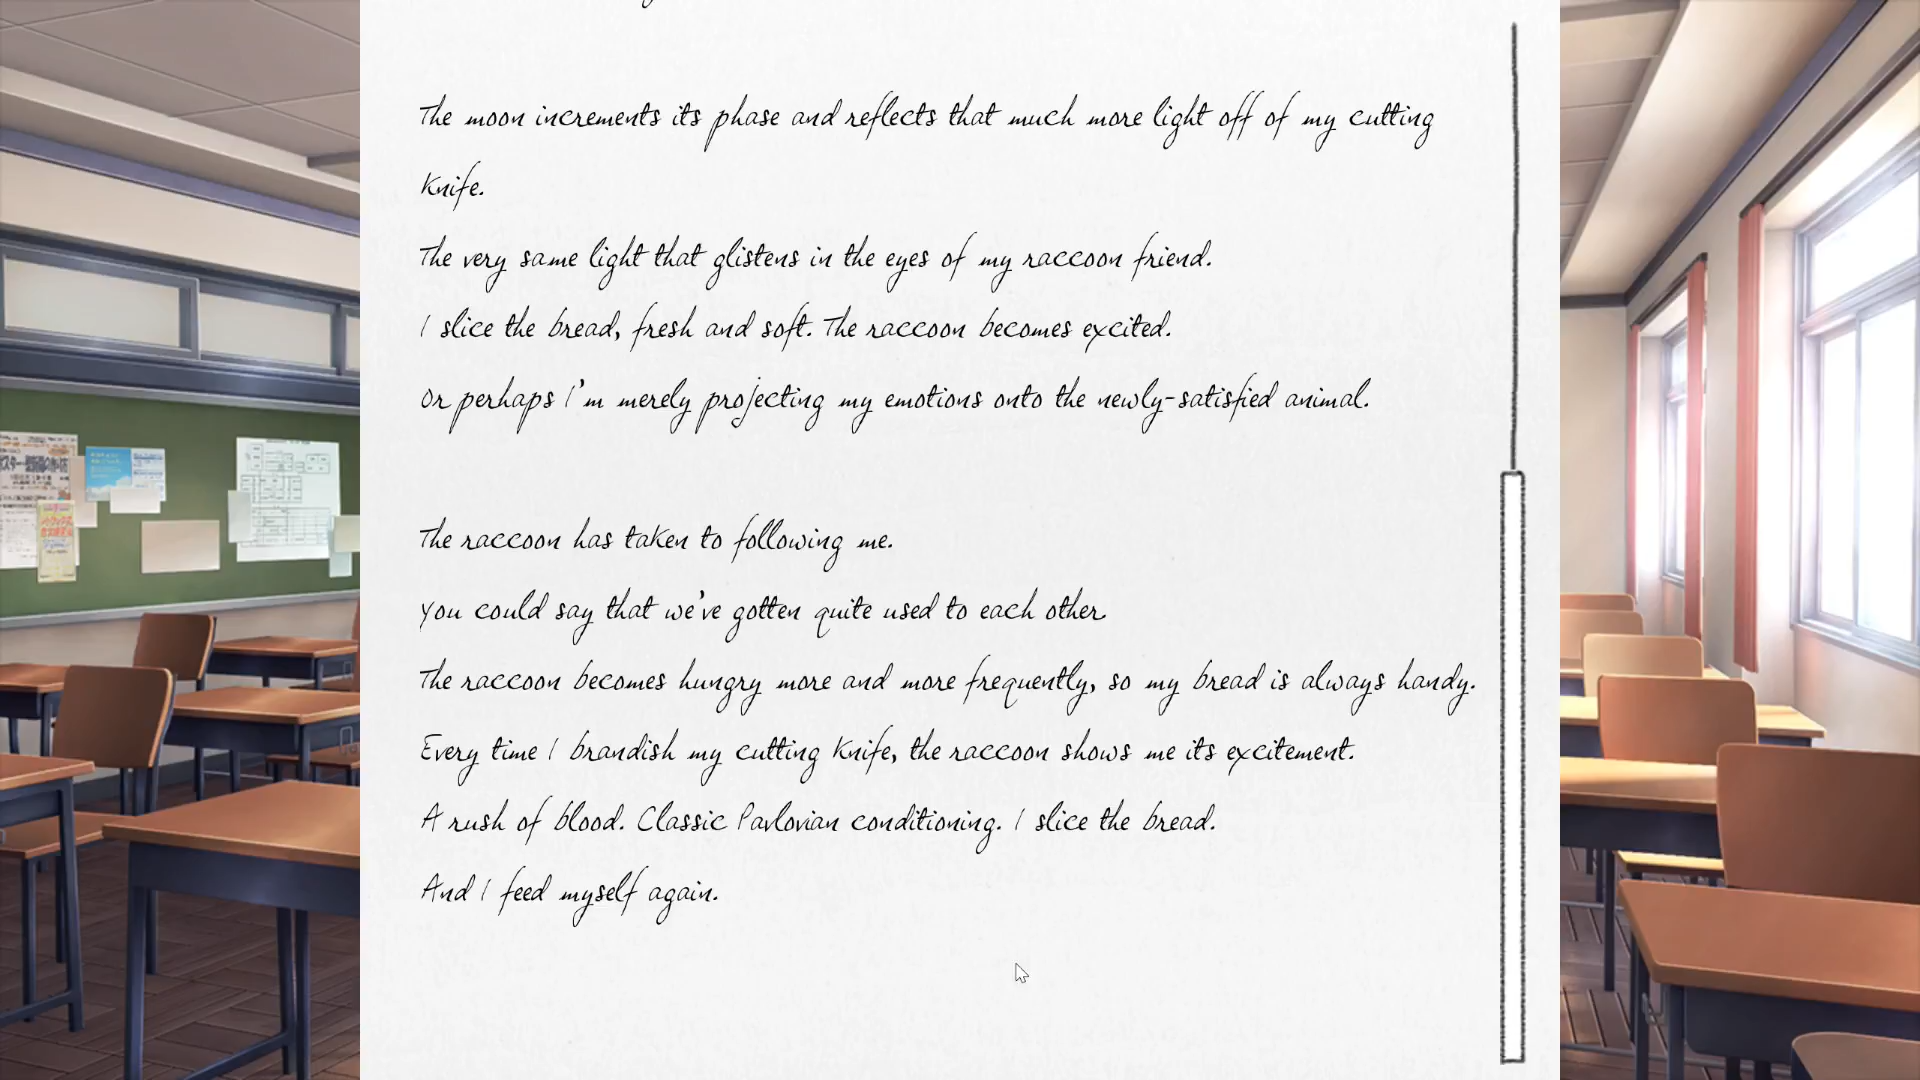 The moon increments its phase and reflects that much more light off of my cutting
knife.
The very same light that glistens in the eyes of my raccoon friend.
I slice the bread, fresh and soft. The raccoon becomes excited.
Or perhaps I'm merely projecting my emotions onto the newly-satisfied animal.
The raccoon has taken to following me.
You could say that we've gotten quite used to each other.
The raccoon becomes hungry more and more frequently, so my bread is always handy.
Every time I brandish my cutting knife, the raccoon shows me its excitement.
A rush of blood. Classic Pavlovian conditioning. I slice the bread.
And I feed myself again.